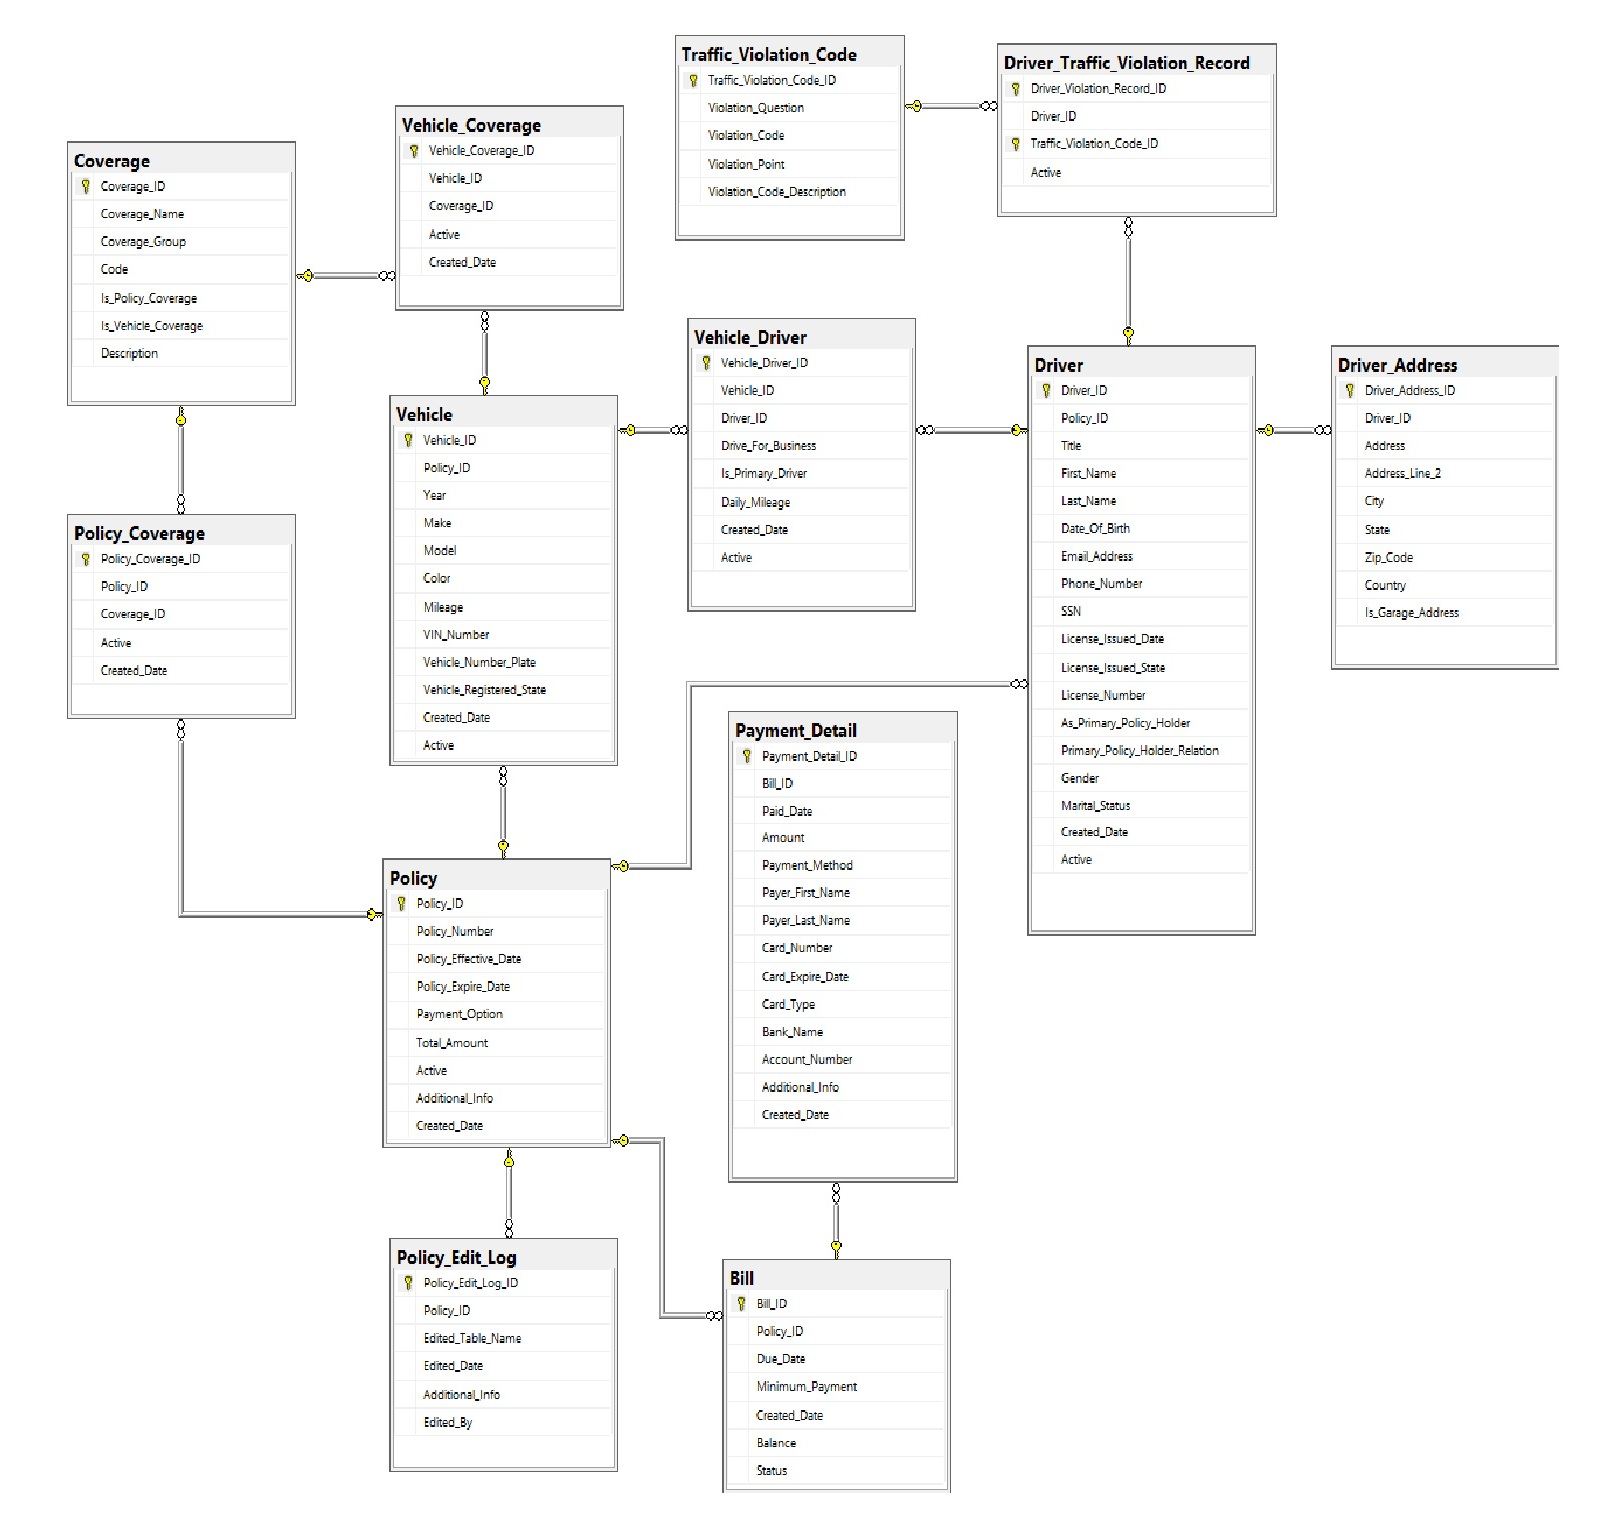 Traffic_Violation_Code
Traffic_Violation_Code_ID
Violation_Question
Violation_Code
Violation_Point
Violation_Code_Description
Driver_Traffic_Violation_Record
Driver_Violation_Record_ID
Driver_ID
Traffic_Violation_Code_ID
Active
Vehicle_Coverage
Vehicle_Coverage_ID
Vehicle_ID
Coverage_ID
Active
Created_Date
Coverage
Coverage_ID
Coverage_Name
Coverage_Group
Code
Is_Policy_Coverage
Is_Vehicle_Coverage
Description
Vehicle_Driver
Vehicle_Driver_ID
Vehicle_ID
Driver_ID
Drive_For_Business
Is_Primary_Driver
Daily_Mileage
Created_Date
Active
Driver
Driver_ID
Policy_ID
Title
First_Name
Last_Name
Date_Of_Birth
Email_Address
Phone_Number
SSN
License_Issued_Date
License_Issued_State
License_Number
As_Primary_Policy_Holder
Primary_Policy_Holder_Relation
Gender
Marital_Status
Created_Date
Active
Driver_Address
Driver_Address_ID
Driver_ID
Address
Address_Line_2
City
State
Zip_Code
Country
Is_Garage_Address
Vehicle
Vehicle_ID
Policy_ID
Year
Make
Model
Color
Mileage
VIN_Number
Vehicle_Number_Plate
Vehicle_Registered_State
Created_Date
Active
Policy_Coverage
Policy_Coverage_ID
Policy_ID
Coverage_ID
Active
Created_Date
Payment_Detail
Payment_Detail_ID
Bill_ID
Paid_Date
Amount
Payment_Method
Payer_First_Name
Payer_Last_Name
Card_Number
Card_Expire_Date
Card_Type
Bank_Name
Account_Number
Additional_Info
Created_Date
Policy
Policy_ID
Policy_Number
Policy_Effective_Date
Policy_Expire_Date
Payment_Option
Total_Amount
Active
Additional_Info
Created_Date
Policy_Edit_Log
Policy_Edit_Log_ID
Policy_ID
Edited_Table_Name
Edited_Date
Additional_Info
Edited_By
Bill
Bill_ID
Policy_ID
Due_Date
Minimum_Payment
Created_Date
Balance
Status